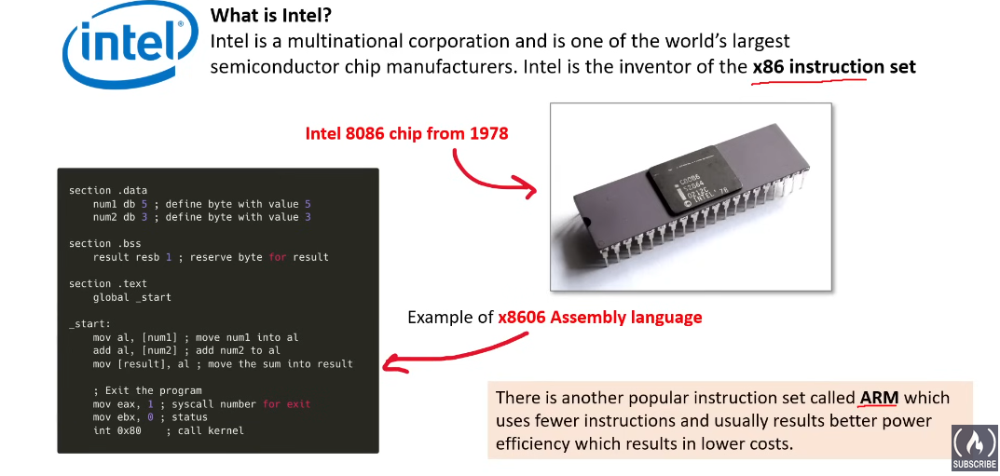 intel®
What is Intel?
Intel is a multinational corporation and is one of the world's largest
semiconductor chip manufacturers. Intel is the inventor of the x86 instruction set
Intel 8086 chip from 1978
i
C8086
S2864
© INTEL '78
section .data
num1 db 5 ; define byte with value 5
num2 db 3 ; define byte with value 3
section .bss
result resb 1 ; reserve byte for result
section .text
global _start
_start:
mov al, [num1] ; move num1 into al
add al, [num2] ; add num2 to al
mov [result], al ; move the sum into result
; Exit the program
mov eax, 1 ; syscall number for exit
mov ebx, 0 ; status
int 0x80 ; call kernel
Example of x8606 Assembly language
There is another popular instruction set called ARM which
uses fewer instructions and usually results better power
efficiency which results in lower costs.
SUBSCRIBE